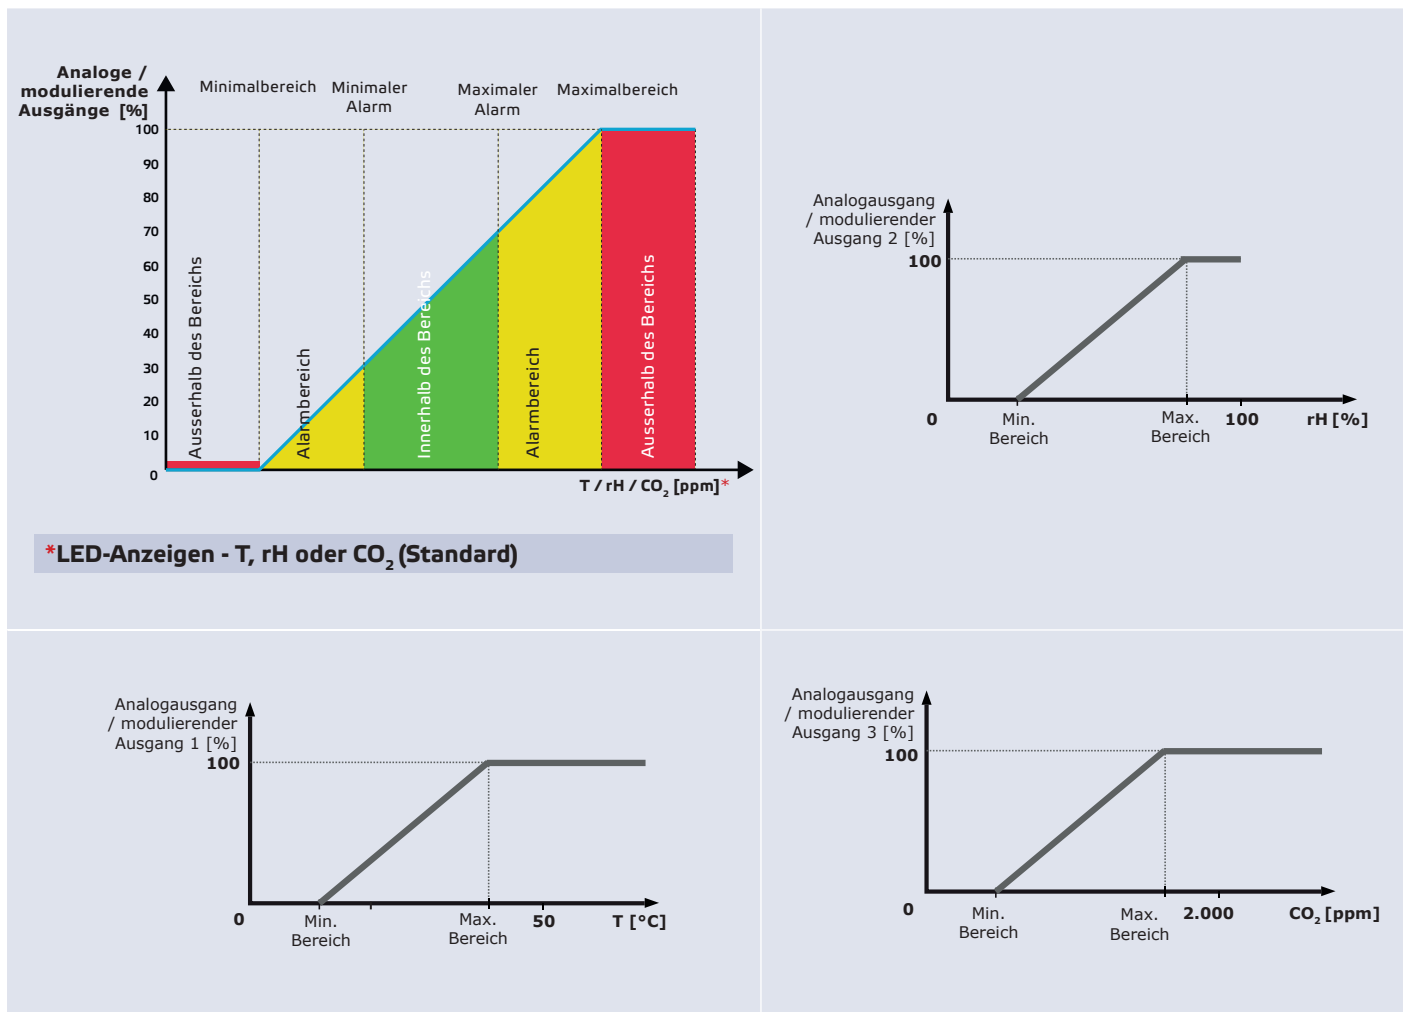 Analoge /
modulierende
Ausgänge [%]
Minimalbereich
Minimaler
Alarm
Maximaler
Alarm
Maximalbereich
100
90
80
70
60
50
40
30
20
10
0
Ausserhalb des Bereichs
Alarmbereich
Innerhalb des Bereichs
Alarmbereich
Ausserhalb des Bereichs
T / rH / CO₂ [ppm]*
*LED-Anzeigen - T, rH oder CO₂ (Standard)
Analogausgang
/ modulierender
Ausgang 2 [%]
100
0
Min.
Bereich
Max.
Bereich
100
rH [%]
Analogausgang
/ modulierender
Ausgang 1 [%]
100
0
Min.
Bereich
Max.
Bereich
50
T [°C]
Analogausgang
/ modulierender
Ausgang 3 [%]
100
0
Min.
Bereich
Max.
Bereich
2.000
CO₂ [ppm]